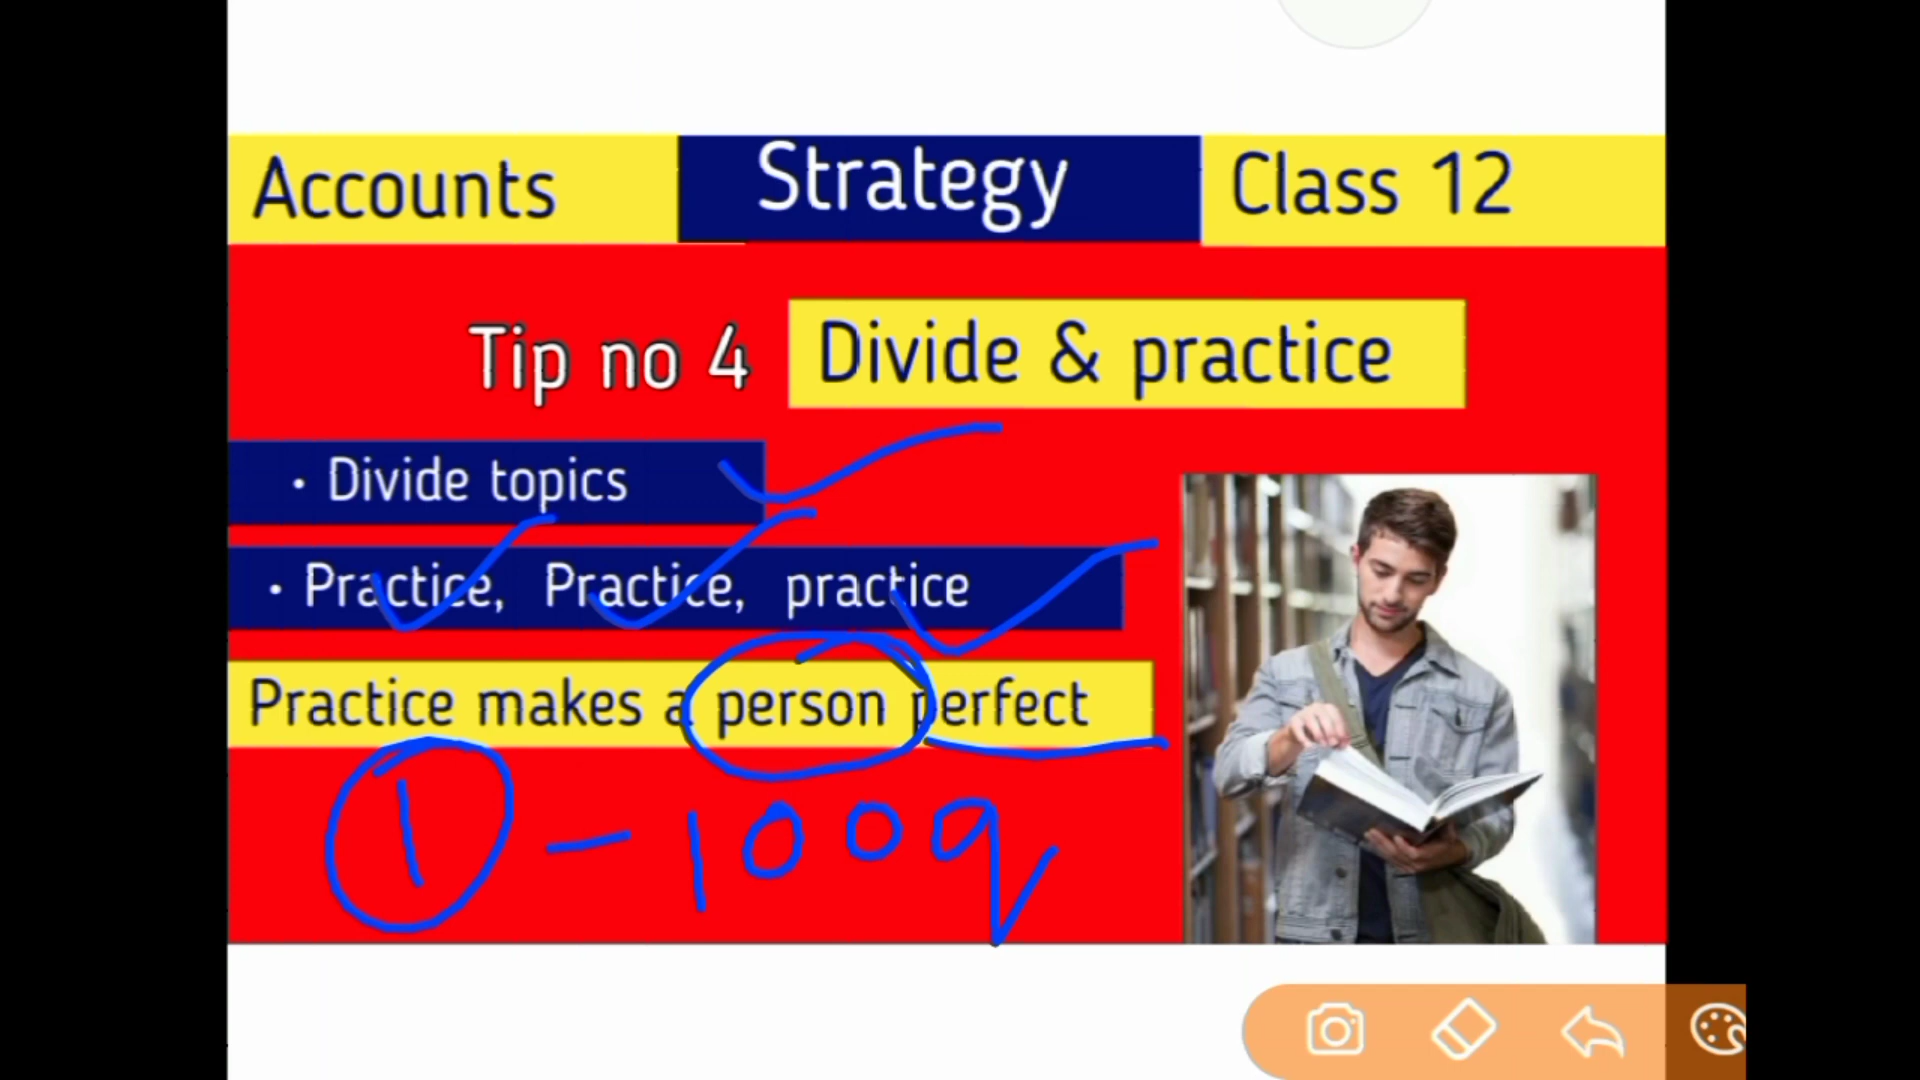 Accounts Strategy Class 12
Tip no 4 Divide & practice
• Divide topics
• Practice, Practice, practice
Practice makes a person perfect
1 - 100q